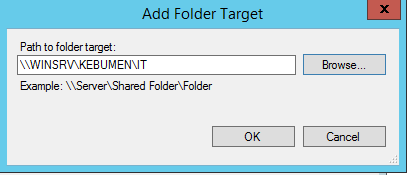 Add Folder Target
x
Path to folder target:
\\WINSRV\KEBUMEN\IT
Browse...
Example: \\Server\Shared Folder\Folder
OK
Cancel